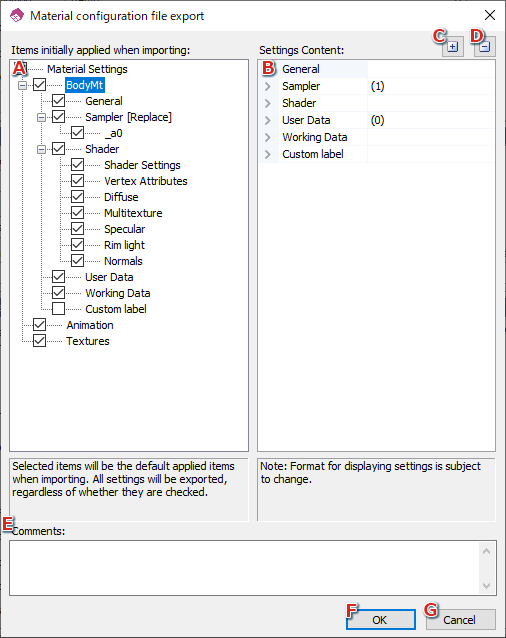 Material configuration file export
C
D
Items initially applied when importing:
Settings Content:
A
Material Settings
BodyMt
General
Sampler [Replace]
_a0
Shader
Shader Settings
Vertex Attributes
Diffuse
Multitexture
Specular
Rim light
Normals
User Data
Working Data
Custom label
Animation
Textures
B
General
Sampler (1)
Shader
User Data (0)
Working Data
Custom label
Selected items will be the default applied items
when importing. All settings will be exported,
regardless of whether they are checked.
Note: Format for displaying settings is subject
to change.
E
Comments:
F
OK
G
Cancel